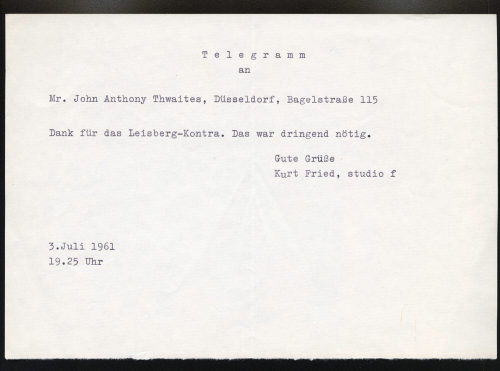 Telegramm
an
Mr. John Anthony Thwaites, Düsseldorf, Bagelstraße 115
Dank für das Leisberg-Kontra. Das war dringend nötig.
Gute Grüße
Kurt Fried, studio f
3.Juli 1961
19.25 Uhr